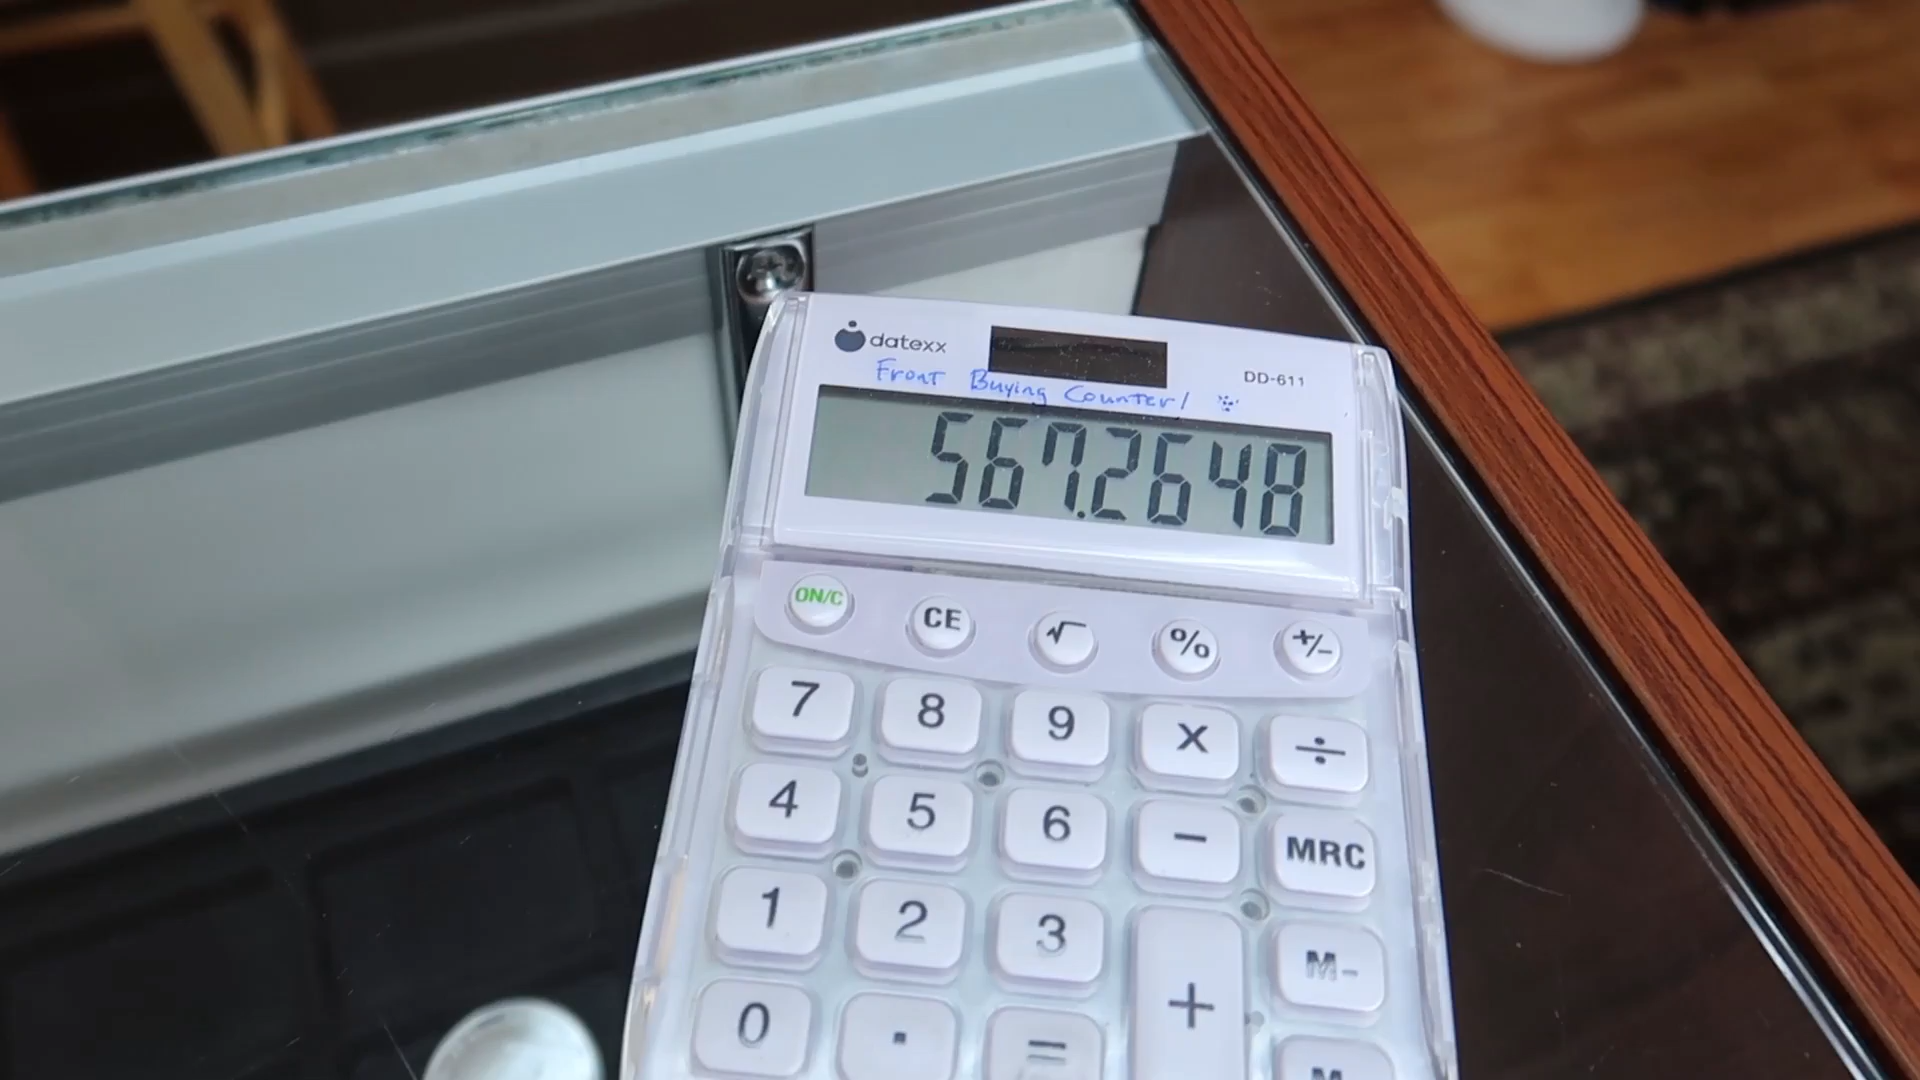 datexx
DD-611
Front Buying Counter!
567.2648
ON/C CE √ % +/-
7 8 9 X ÷
4 5 6 − MRC
1 2 3 + M-
0 . =